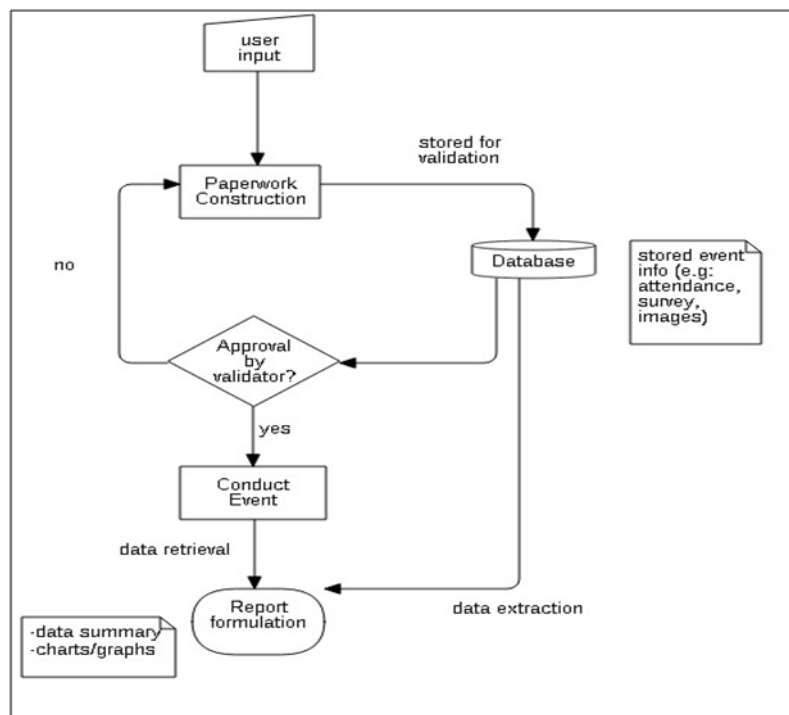 user
input
stored for
validation
Paperwork
Construction
Database
stored event
info (e.g:
attendance,
survey,
images)
no
Approval
by
validator?
yes
Conduct
Event
data retrieval
Report
formulation
data extraction
-data summary
-charts/graphs